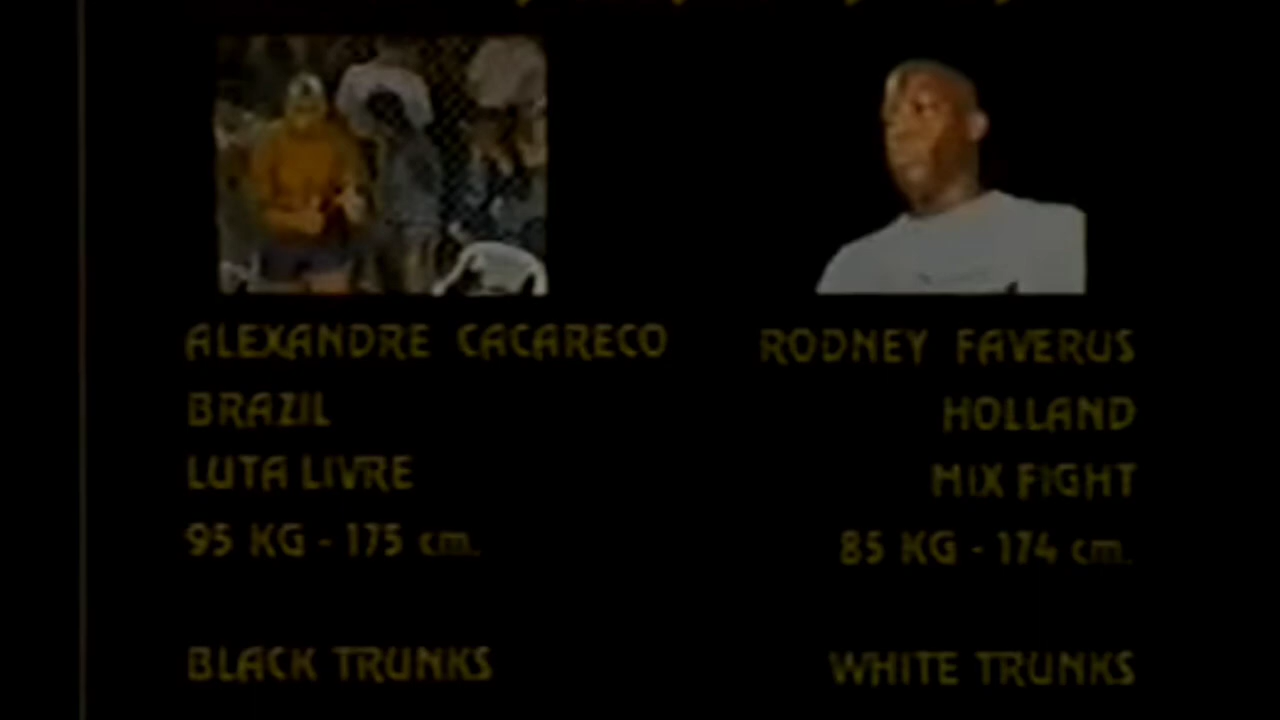 ALEXANDRE CACARECO
BRAZIL
LUTA LIVRE
95 KG - 175 cm.
BLACK TRUNKS
RODNEY FAVERUS
HOLLAND
MIX FIGHT
85 KG - 174 cm.
WHITE TRUNKS